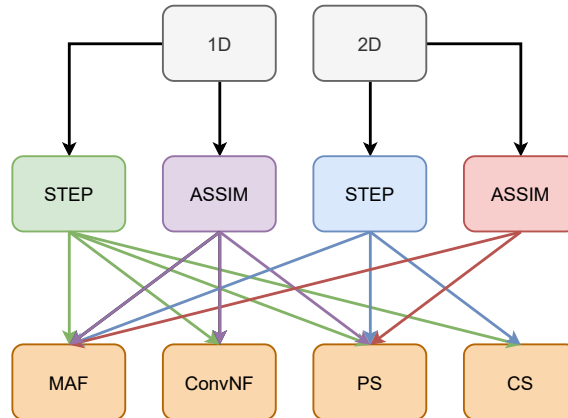 1D
2D
STEP
ASSIM
STEP
ASSIM
MAF
ConvNF
PS
CS